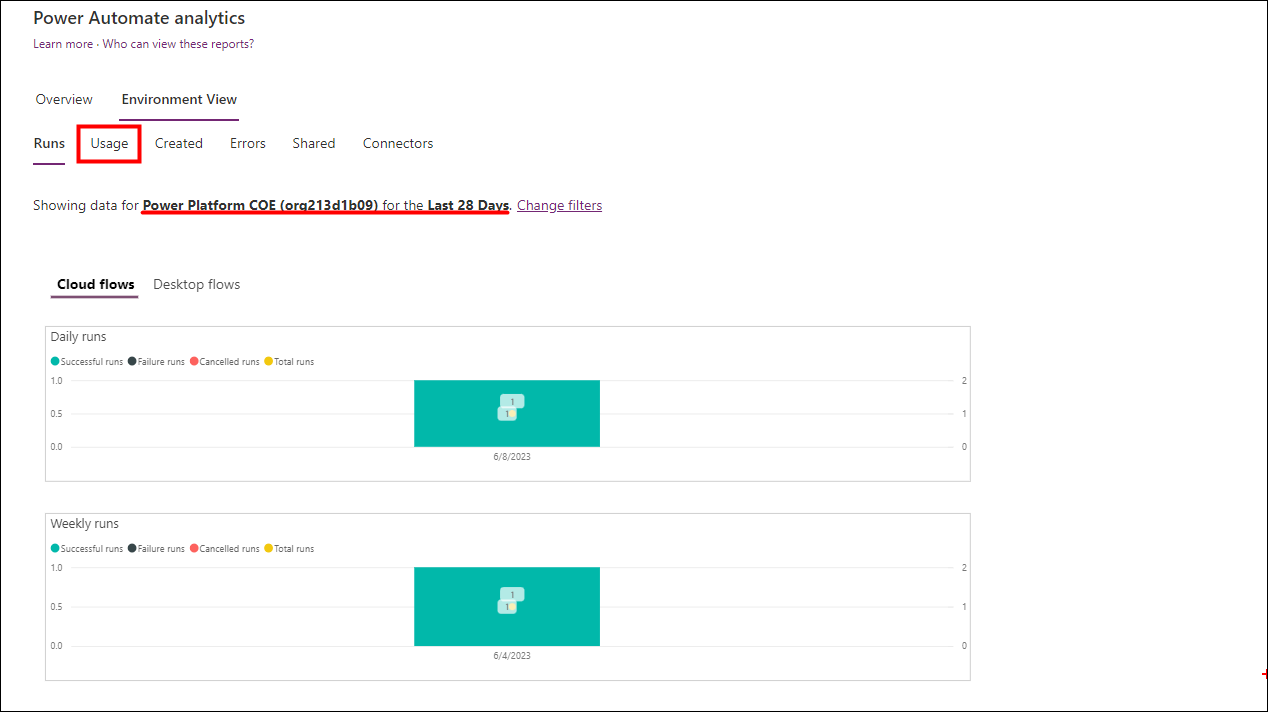 Power Automate analytics
Learn more · Who can view these reports?
Overview Environment View
Runs Usage Created Errors Shared Connectors
Showing data for Power Platform COE (org213d1b09) for the Last 28 Days. Change filters
Cloud flows Desktop flows
Daily runs
Successful runs Failure runs Cancelled runs Total runs
1.0 2
1
0.5 1 1
0.0 0
6/8/2023
Weekly runs
Successful runs Failure runs Cancelled runs Total runs
1.0 2
1
0.5 1 1
0.0 0
6/4/2023